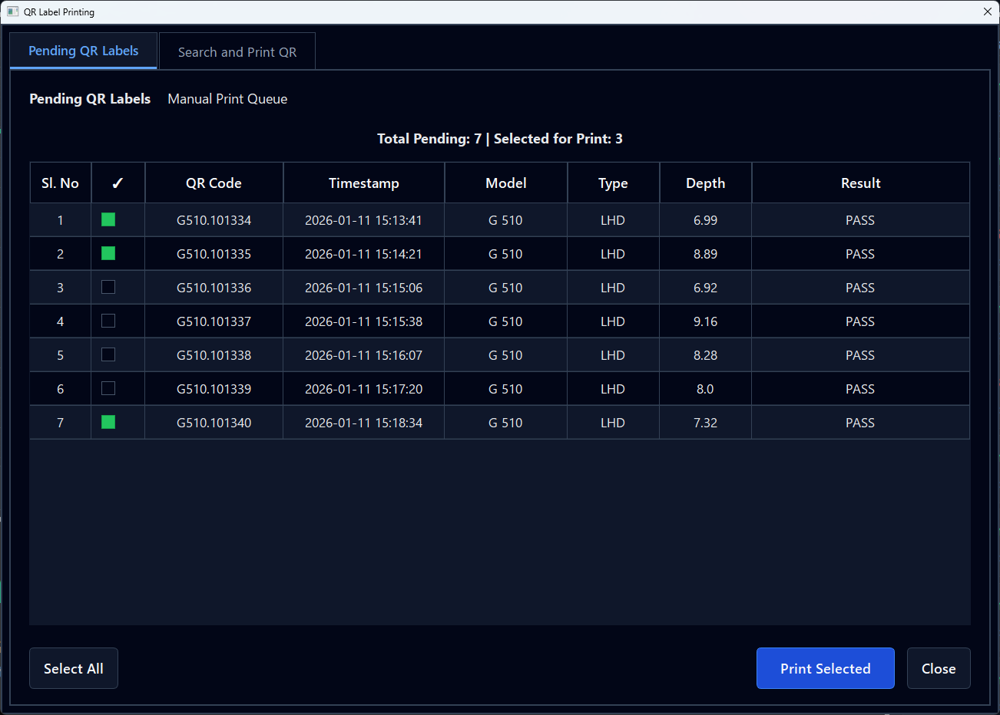 QR Label Printing
Pending QR Labels Search and Print QR
Pending QR Labels Manual Print Queue
Total Pending: 7 | Selected for Print: 3
Sl. No ✓ QR Code Timestamp Model Type Depth Result
1 G510.101334 2026-01-11 15:13:41 G 510 LHD 6.99 PASS
2 G510.101335 2026-01-11 15:14:21 G 510 LHD 8.89 PASS
3 G510.101336 2026-01-11 15:15:06 G 510 LHD 6.92 PASS
4 G510.101337 2026-01-11 15:15:38 G 510 LHD 9.16 PASS
5 G510.101338 2026-01-11 15:16:07 G 510 LHD 8.28 PASS
6 G510.101339 2026-01-11 15:17:20 G 510 LHD 8.0 PASS
7 G510.101340 2026-01-11 15:18:34 G 510 LHD 7.32 PASS
Select All Print Selected Close